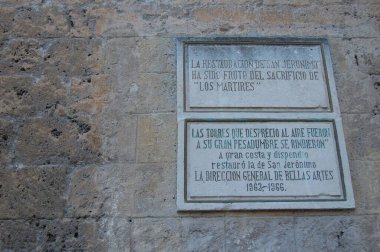 LA RESTAURACION DE SAN JERONIMO
HA SIDO FRUTO DEL SACRIFICIO DE
"LOS MARTIRES"
LAS TORRES QUE DESPRECIO AL AIRE FUERON
A SU GRAN PESADUMBRE SE RINDIERON"
A gran costa y dispendio
restauró la de San Jerónimo
LA DIRECCION GENERAL DE BELLAS ARTES
1963-1966.